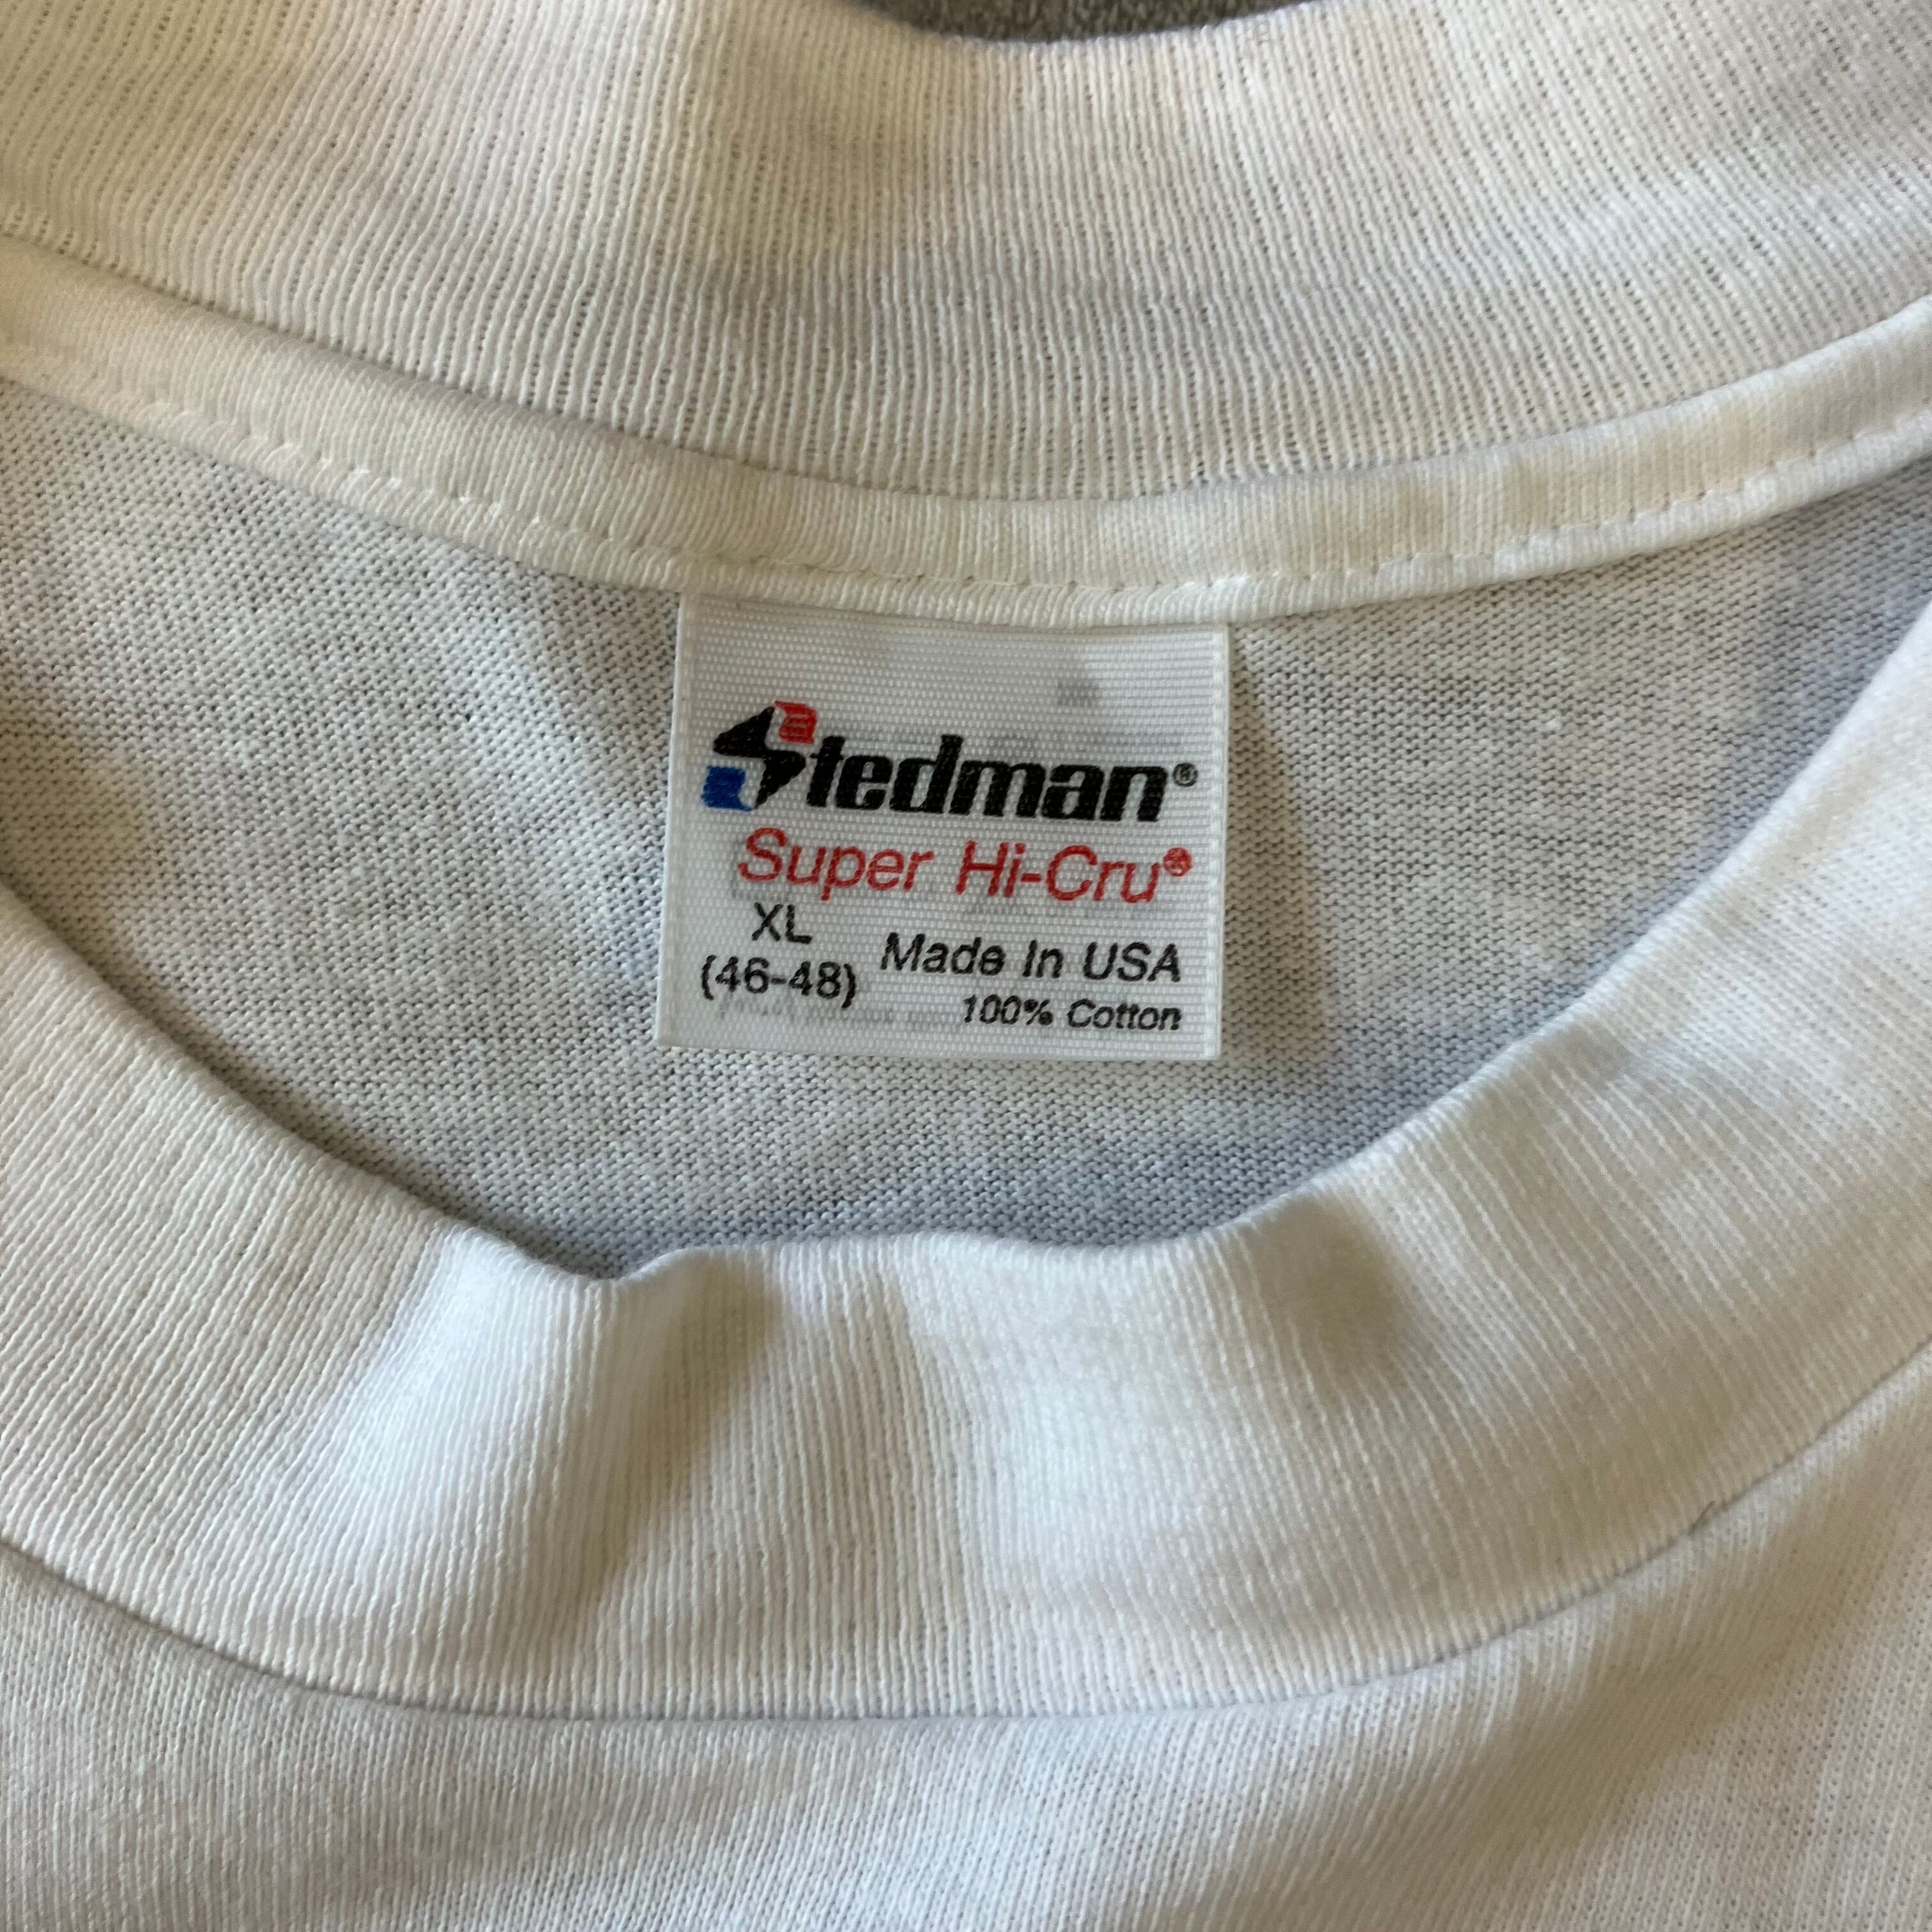 Stedman®
Super Hi-Cru®
XL
(46-48)
Made In USA
100% Cotton